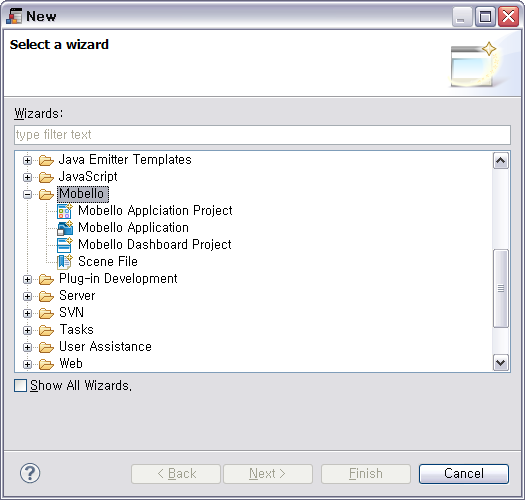 New
Select a wizard
Wizards:
type filter text
Java Emitter Templates
JavaScript
Mobello
Mobello Applciation Project
Mobello Application
Mobello Dashboard Project
Scene File
Plug-in Development
Server
SVN
Tasks
User Assistance
Web
Show All Wizards.
?
< Back
Next >
Finish
Cancel